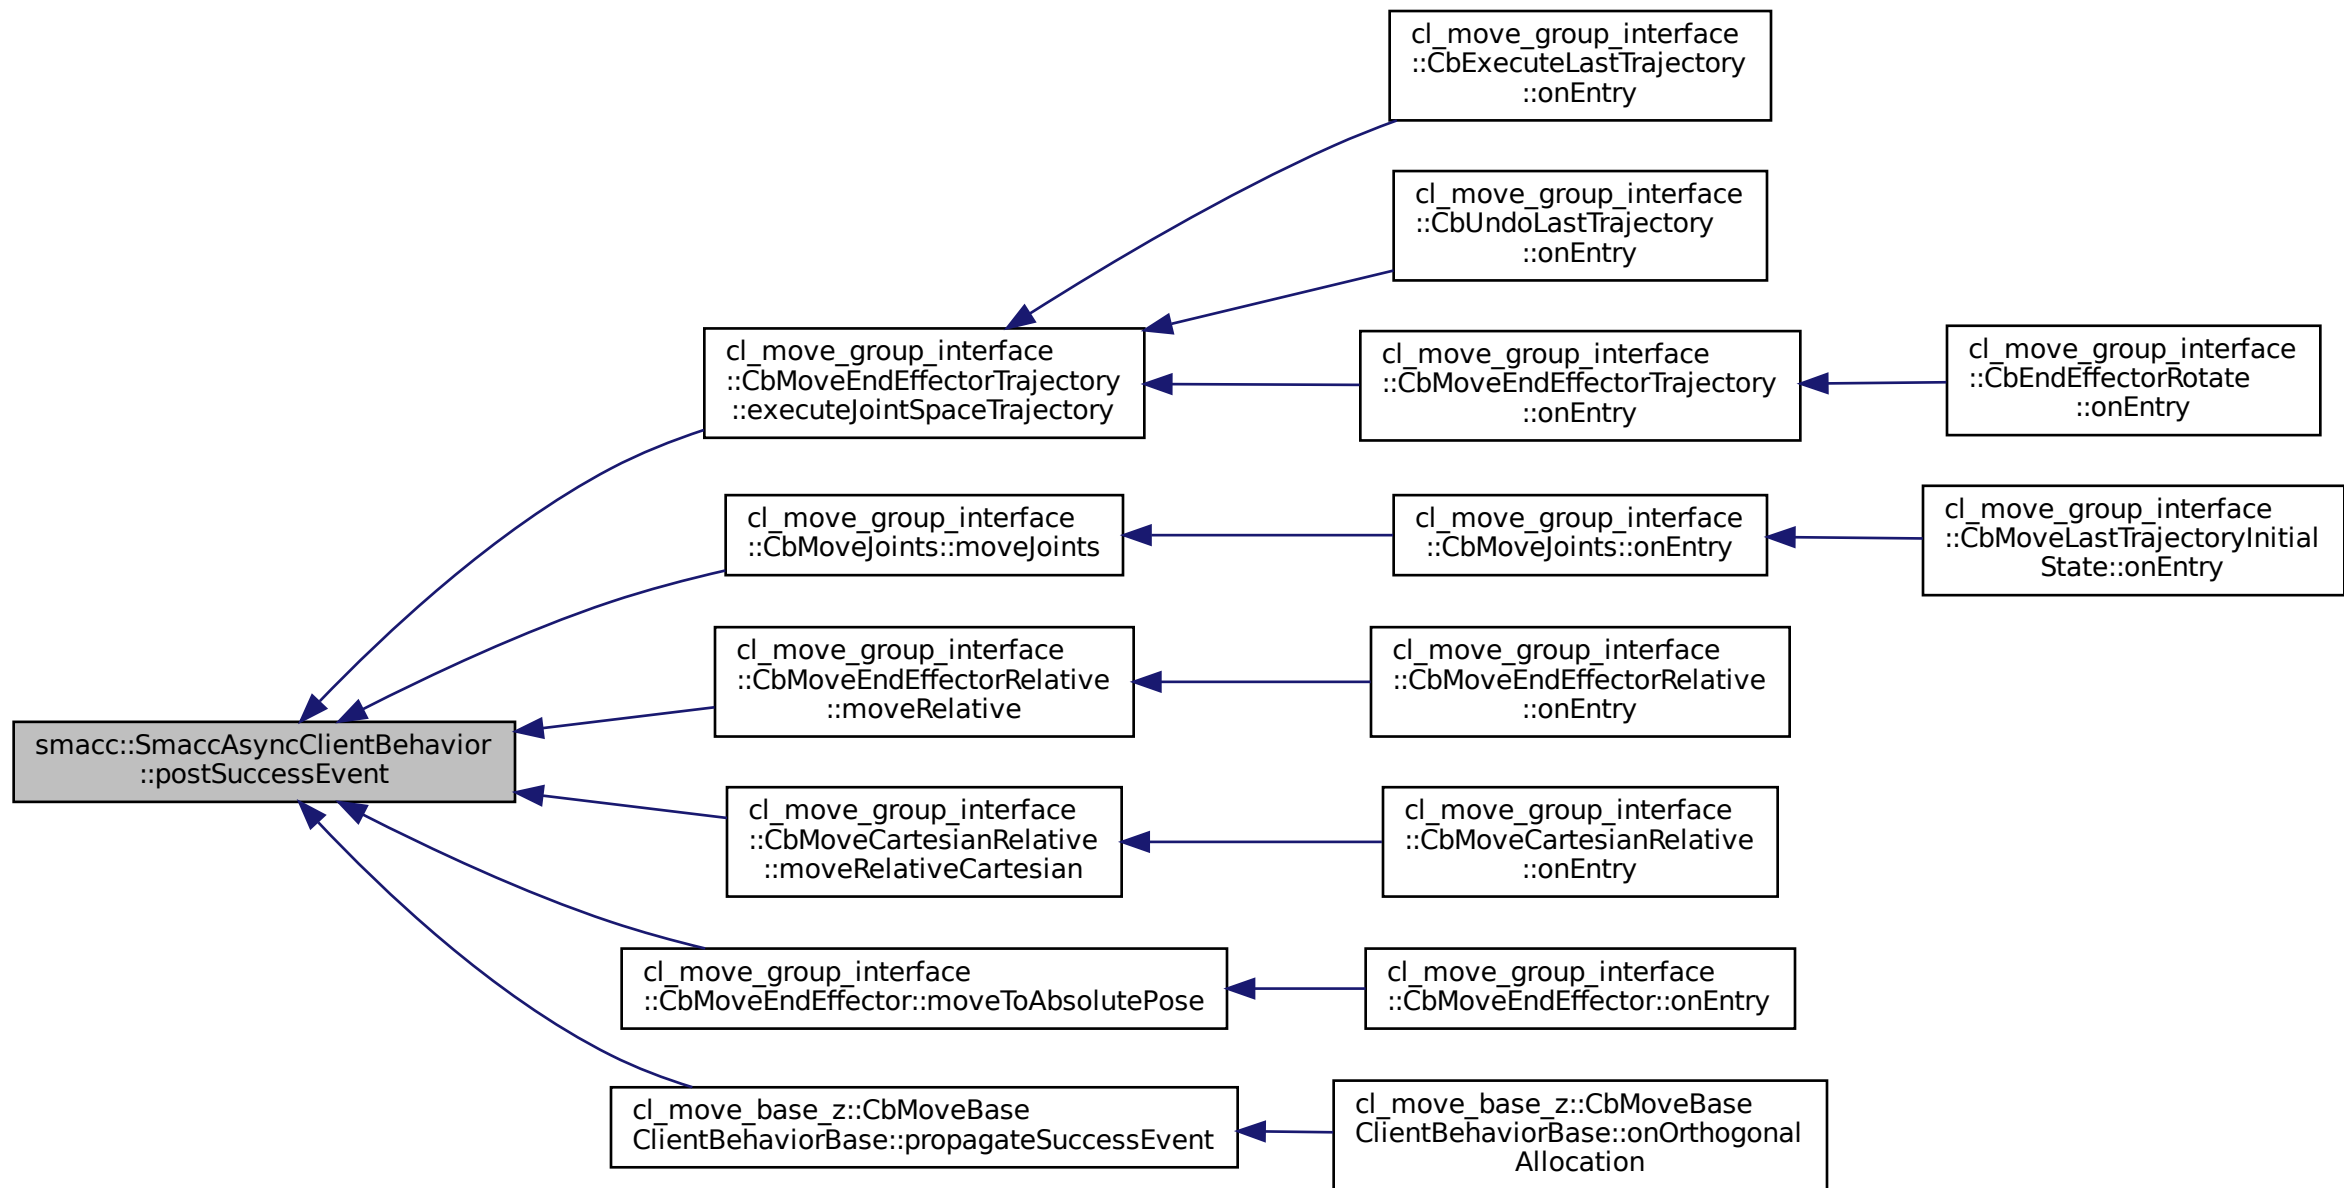 cl_move_group_interface
::CbExecuteLastTrajectory
::onEntry
cl_move_group_interface
::CbUndoLastTrajectory
::onEntry
cl_move_group_interface
::CbMoveEndEffectorTrajectory
::executeJointSpaceTrajectory
cl_move_group_interface
::CbMoveEndEffectorTrajectory
::onEntry
cl_move_group_interface
::CbEndEffectorRotate
::onEntry
cl_move_group_interface
::CbMoveJoints::moveJoints
cl_move_group_interface
::CbMoveJoints::onEntry
cl_move_group_interface
::CbMoveLastTrajectoryInitial
State::onEntry
cl_move_group_interface
::CbMoveEndEffectorRelative
::moveRelative
cl_move_group_interface
::CbMoveEndEffectorRelative
::onEntry
smacc::SmaccAsyncClientBehavior
::postSuccessEvent
cl_move_group_interface
::CbMoveCartesianRelative
::moveRelativeCartesian
cl_move_group_interface
::CbMoveCartesianRelative
::onEntry
cl_move_group_interface
::CbMoveEndEffector::moveToAbsolutePose
cl_move_group_interface
::CbMoveEndEffector::onEntry
cl_move_base_z::CbMoveBase
ClientBehaviorBase::propagateSuccessEvent
cl_move_base_z::CbMoveBase
ClientBehaviorBase::onOrthogonal
Allocation